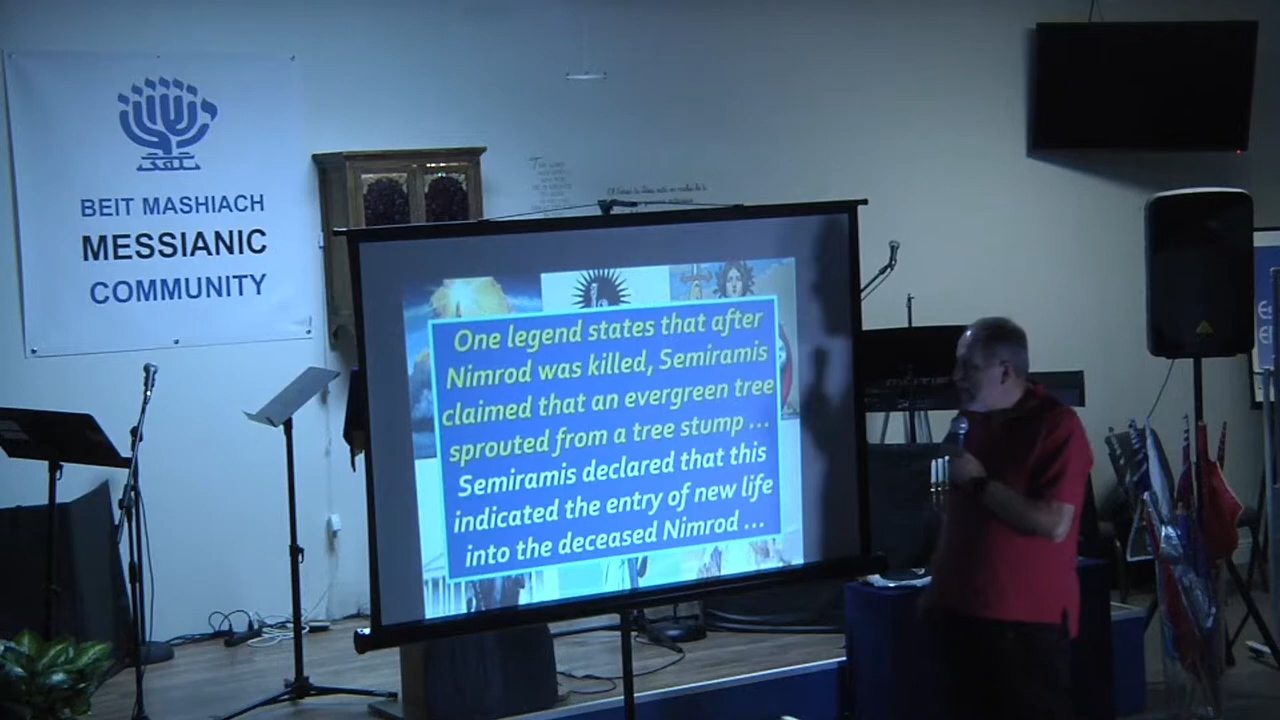 BEIT MASHIACH
MESSIANIC
COMMUNITY
One legend states that after
Nimrod was killed, Semiramis
claimed that an evergreen tree
sprouted from a tree stump ...
Semiramis declared that this
indicated the entry of new life
into the deceased Nimrod ...